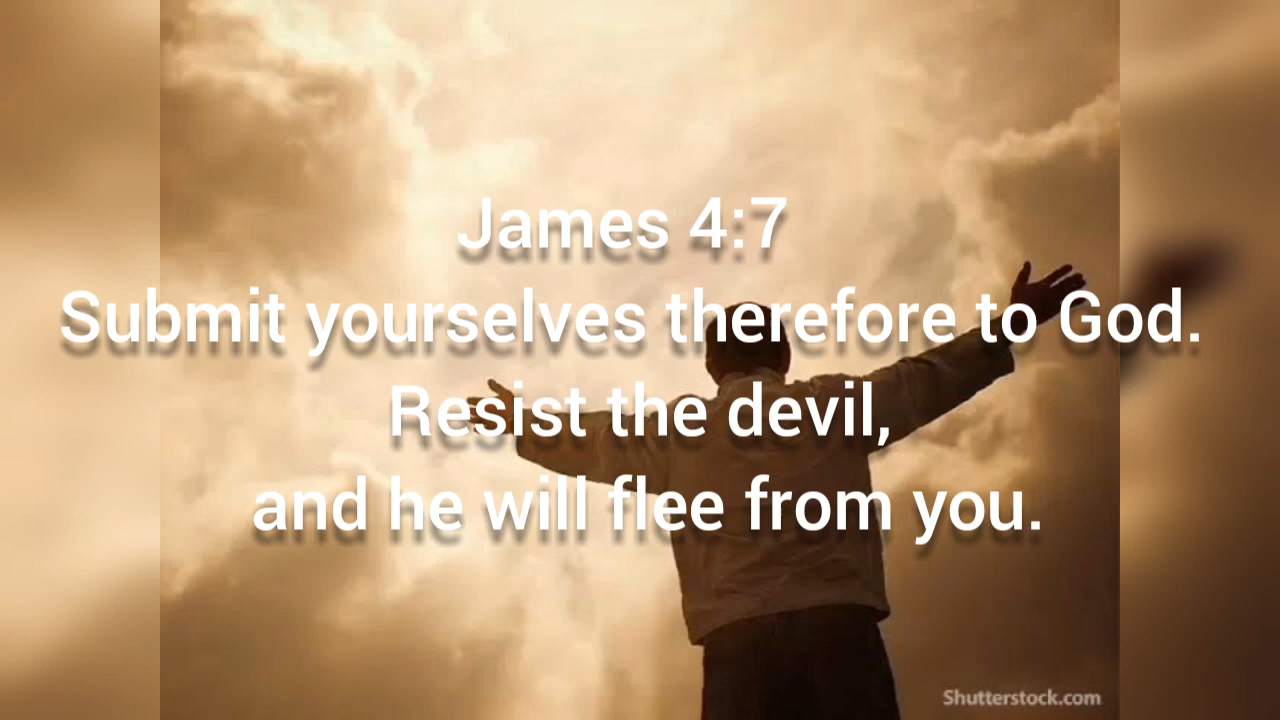 James 4:7
Submit yourselves therefore to God.
Resist the devil,
and he will flee from you.
Shutterstock.com